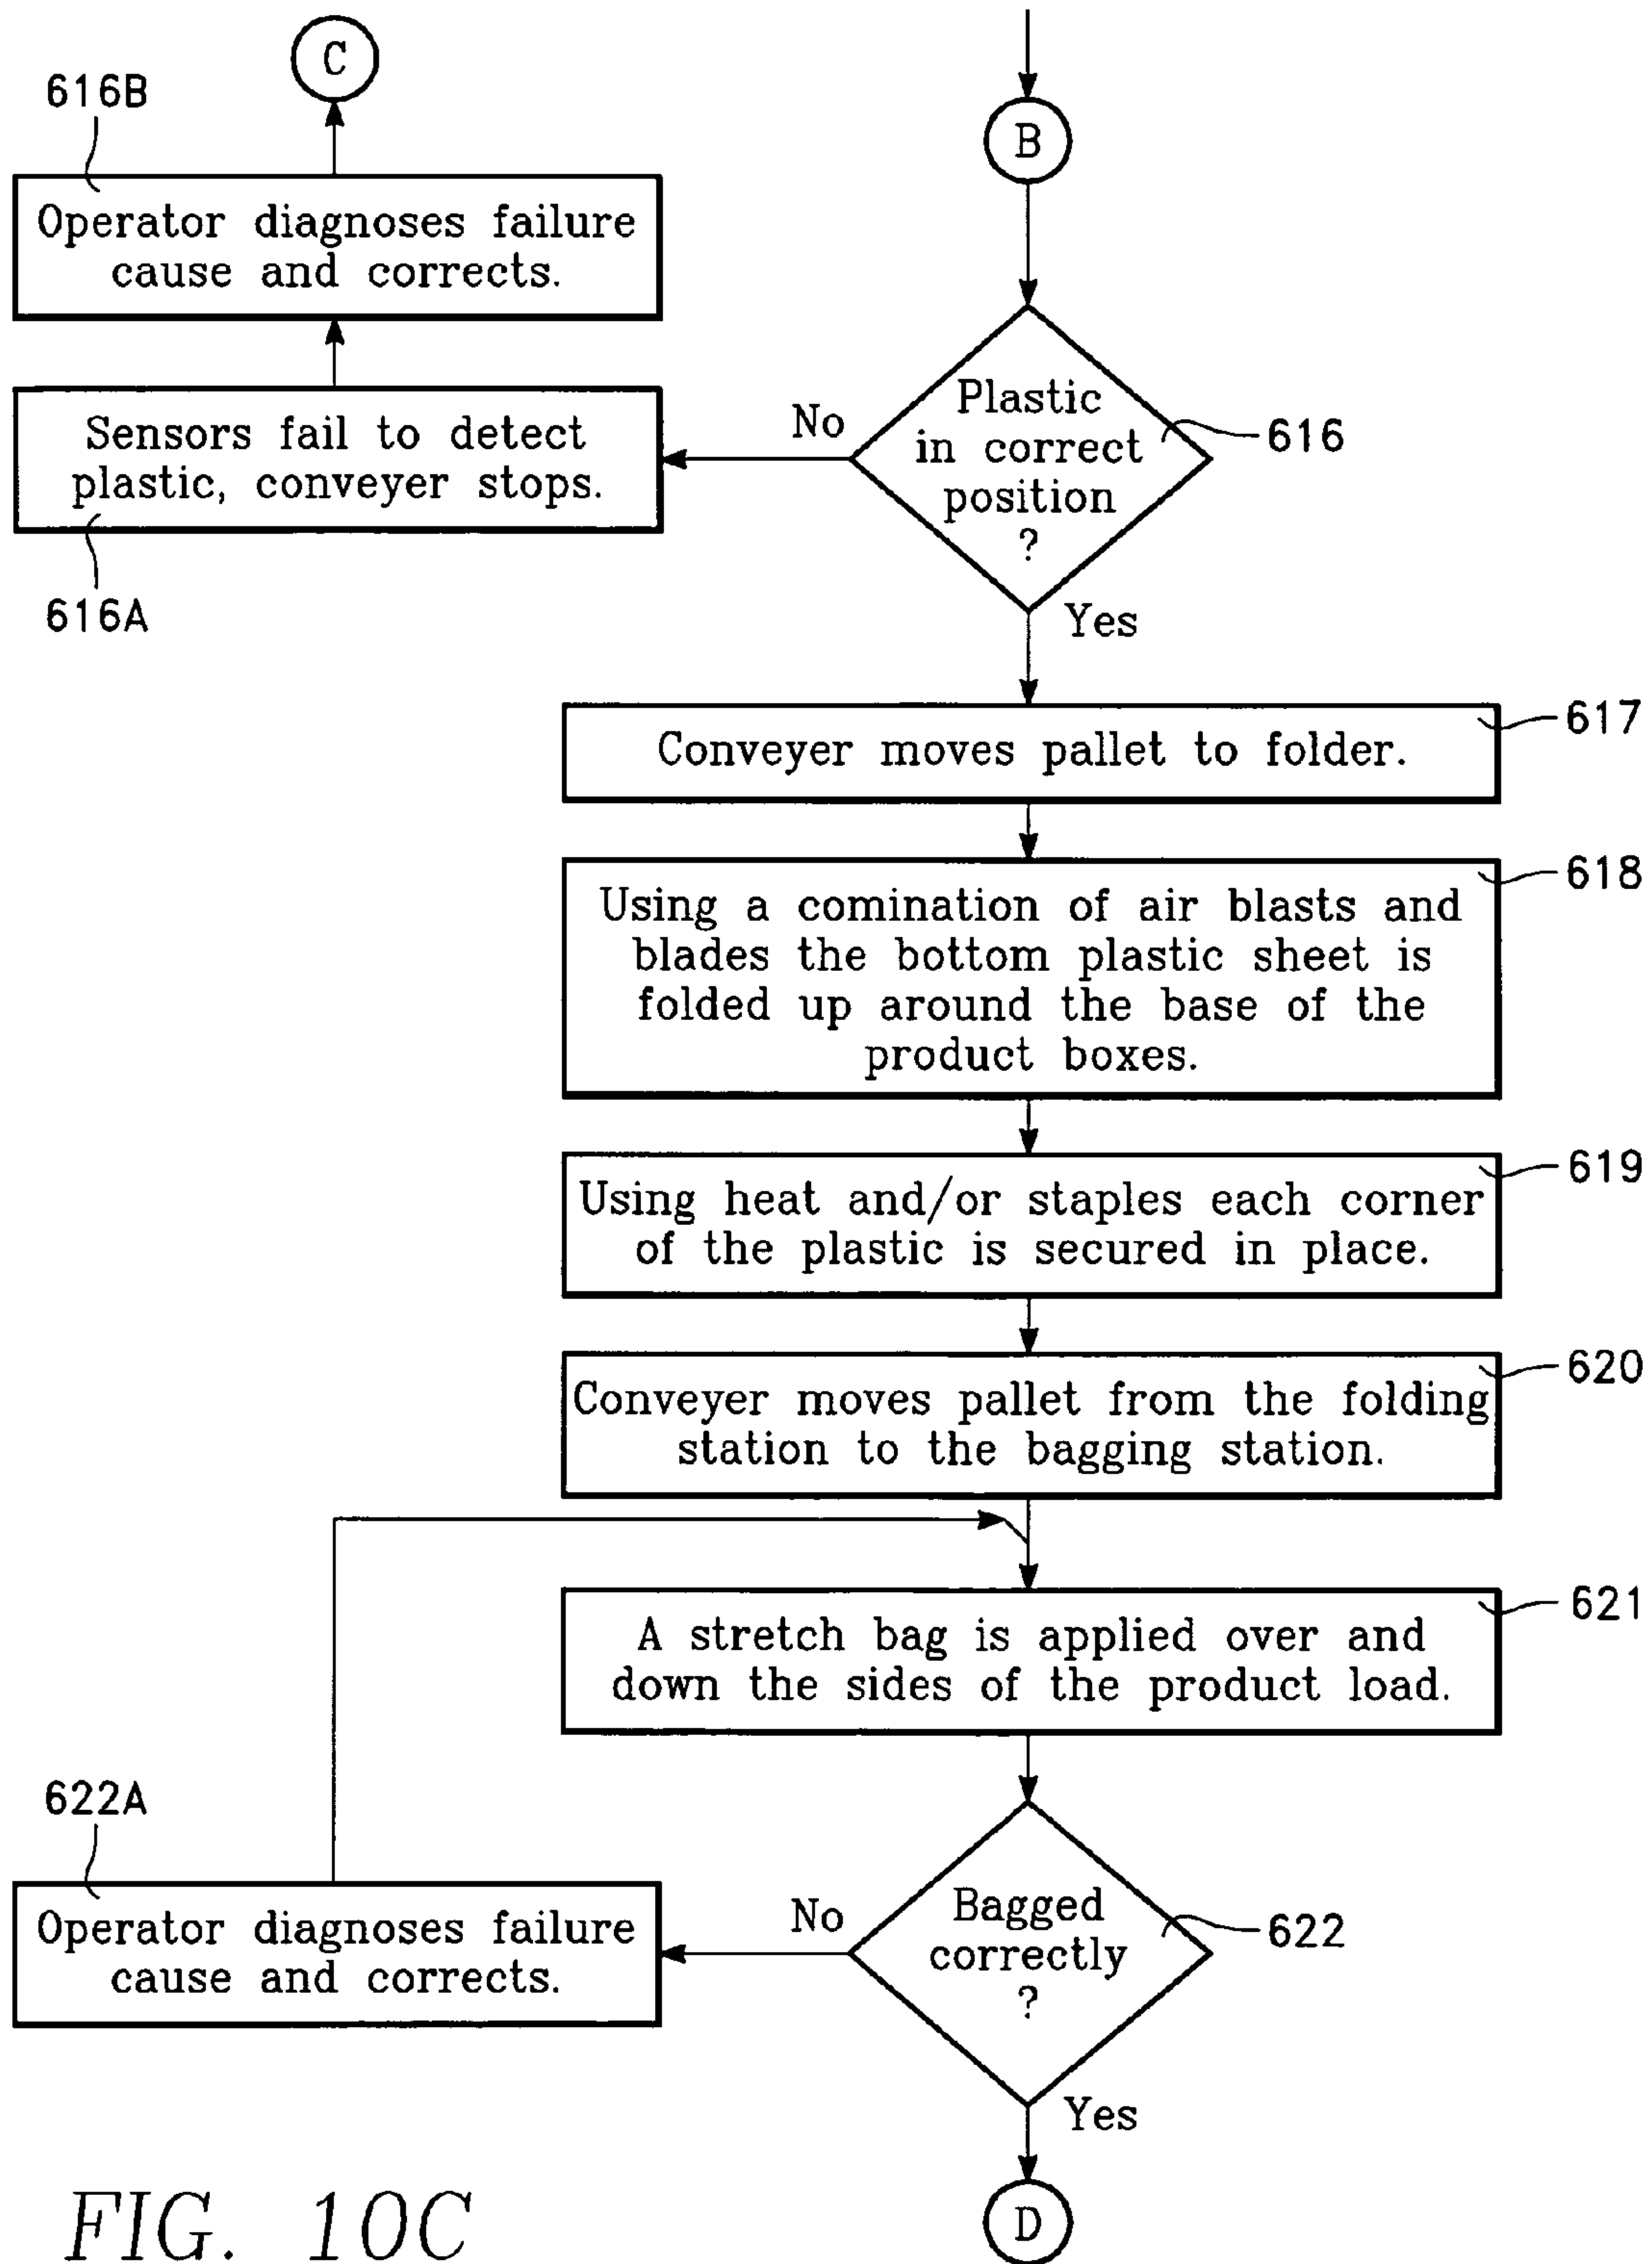 C
616B
B
Operator diagnoses failure
cause and corrects.
Sensors fail to detect
plastic, conveyer stops.
616A
No
Plastic
in correct
position
?
616
Yes
Conveyer moves pallet to folder.
617
Using a comination of air blasts and
blades the bottom plastic sheet is
folded up around the base of the
product boxes.
618
Using heat and/or staples each corner
of the plastic is secured in place.
619
Conveyer moves pallet from the folding
station to the bagging station.
620
A stretch bag is applied over and
down the sides of the product load.
621
622A
Operator diagnoses failure
cause and corrects.
No
Bagged
correctly
?
622
Yes
D
FIG. 10C